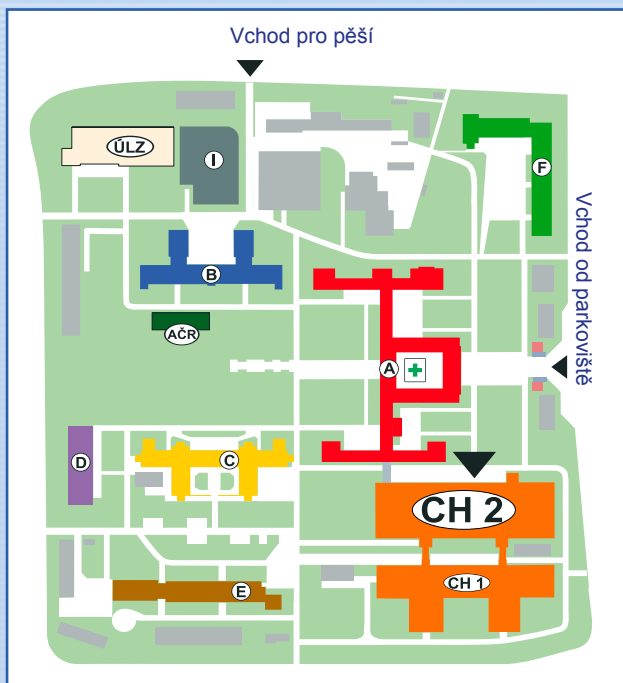 Vchod pro pěší
ÚLZ
I
F
Vchod od parkoviště
B
AČR
A
D
C
CH 2
CH 1
E